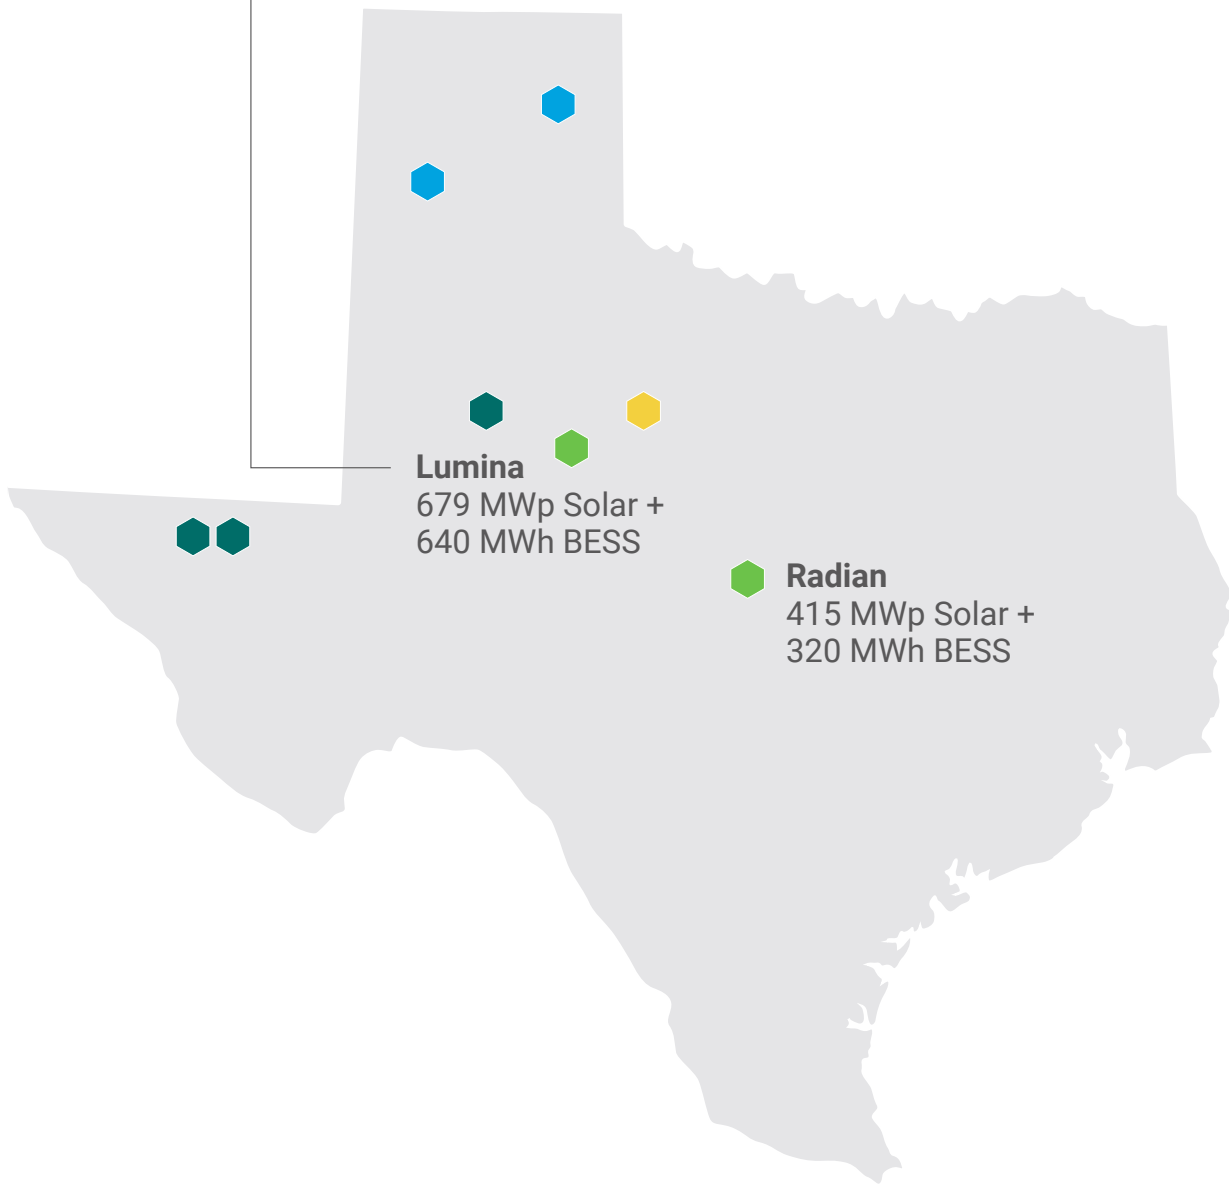 Lumina
679 MWp Solar +
640 MWh BESS
Radian
415 MWp Solar +
320 MWh BESS